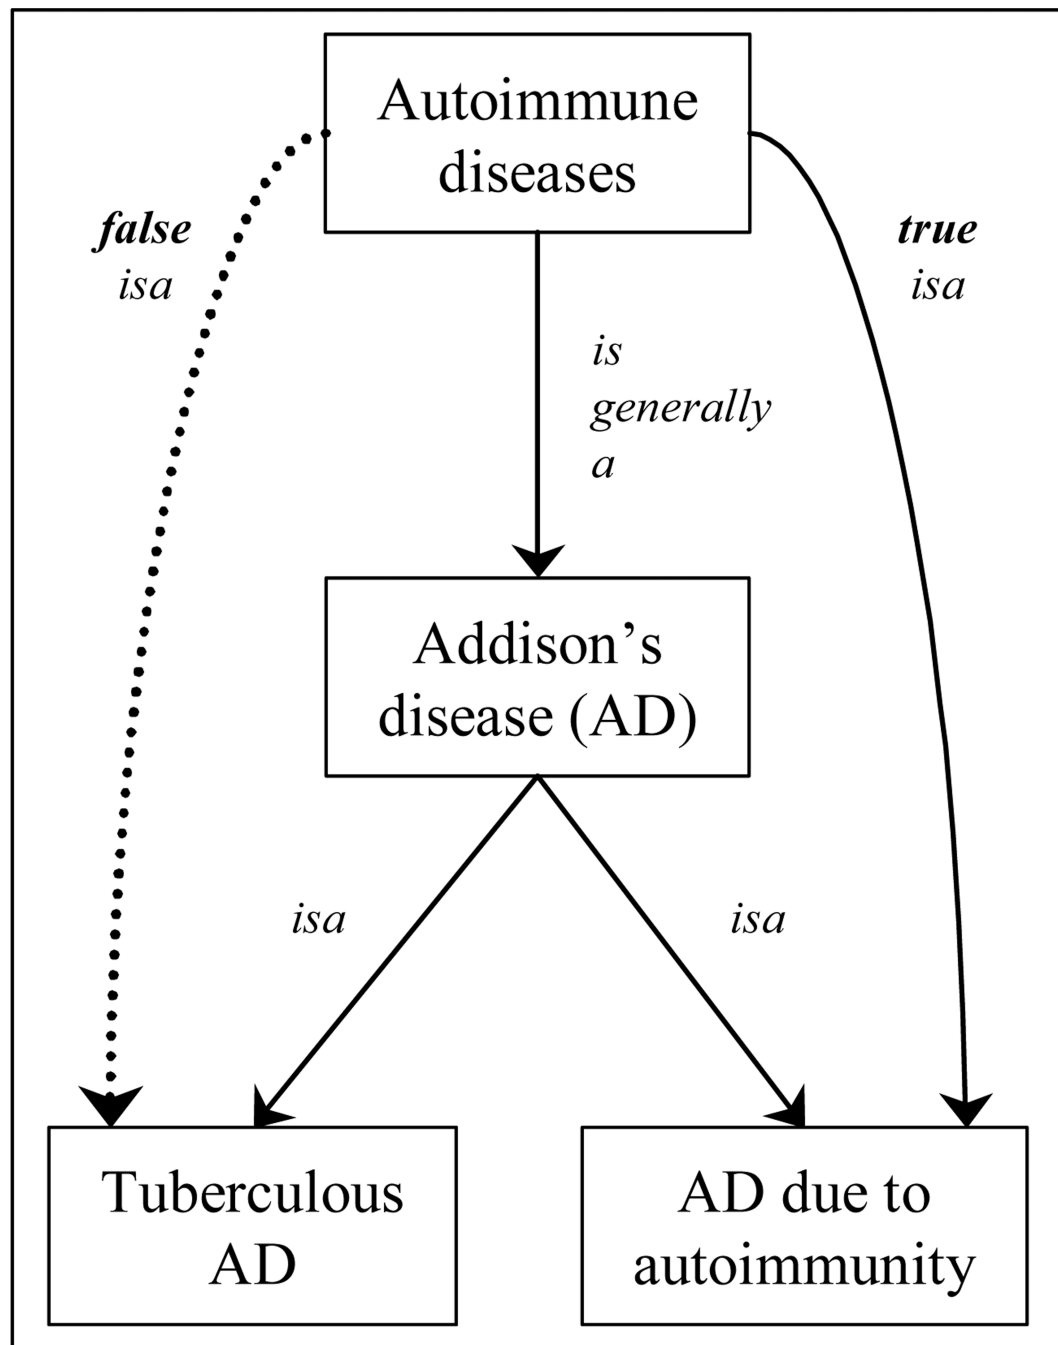 Autoimmune
diseases
false
isa
true
isa
is
generally
a
Addison’s
disease (AD)
isa
isa
Tuberculous
AD
AD due to
autoimmunity